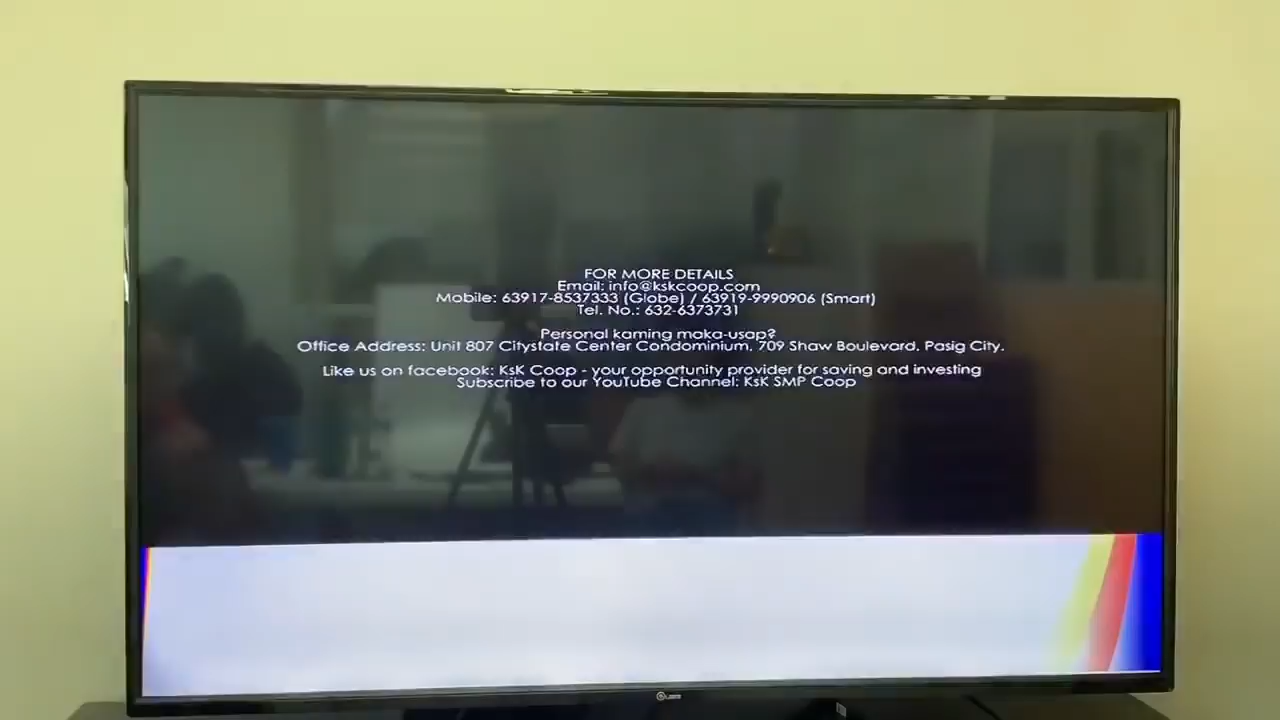 FOR MORE DETAILS
Email: info@kskcoop.com
Mobile: 63917-8537333 (Globe) / 63919-9990906 (Smart)
Tel. No.: 632-6373731
Personal kaming maka-usap?
Office Address: Unit 807 Citystate Center Condominium, 709 Shaw Boulevard, Pasig City.
Like us on facebook: KsK Coop - your opportunity provider for saving and investing
Subscribe to our YouTube Channel: KsK SMP Coop